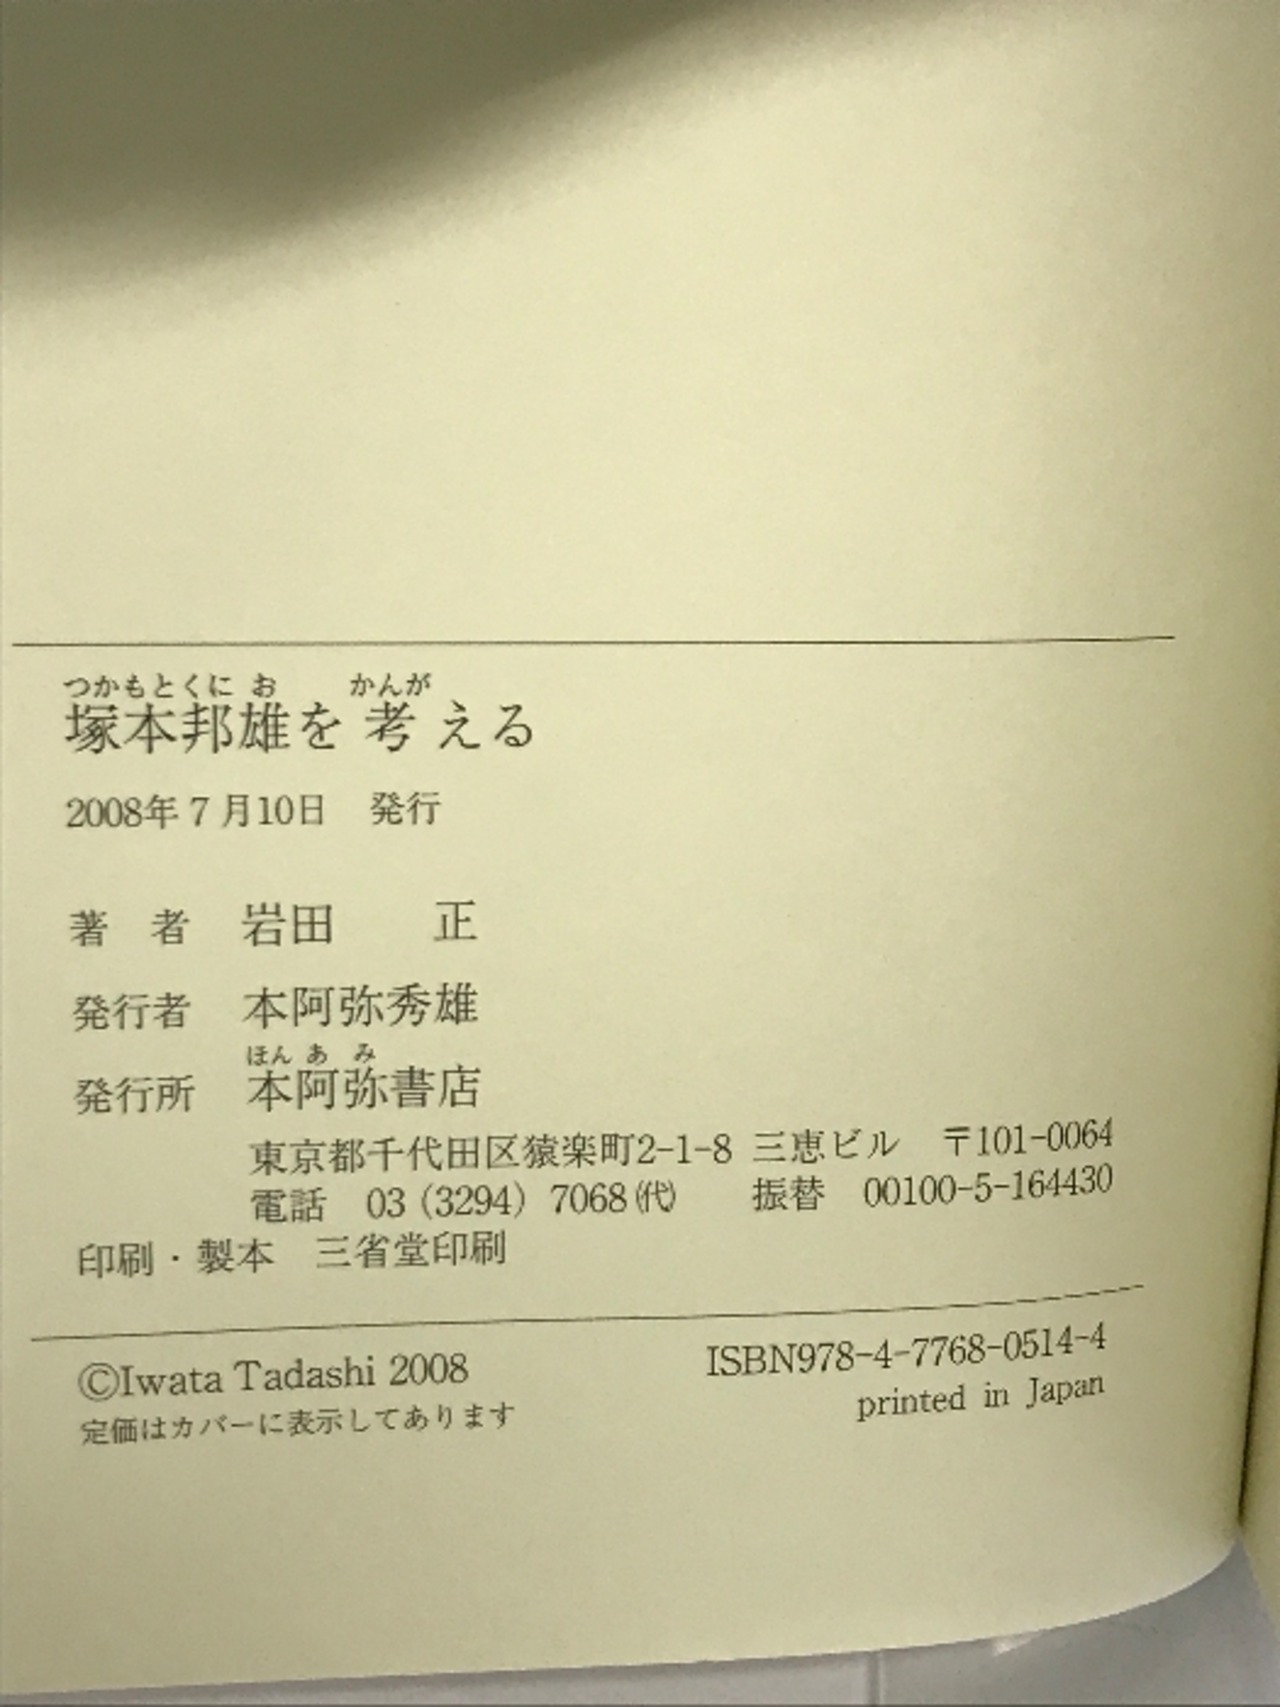 つかもとくに お かんが
塚本邦雄を 考 える
2008年7月10日 発行
著 者 岩田 正
発行者 本阿弥秀雄
ほん あ み
発行所 本阿弥書店
東京都千代田区猿楽町2-1-8 三恵ビル 〒101-0064
電話 03 (3294) 7068㈹ 振替 00100-5-164430
印刷・製本 三省堂印刷
©Iwata Tadashi 2008 ISBN978-4-7768-0514-4
定価はカバーに表示してあります printed in Japan